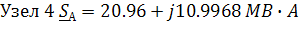 Узел 4 S_A = 20.96 + j10.9968 МВ · А